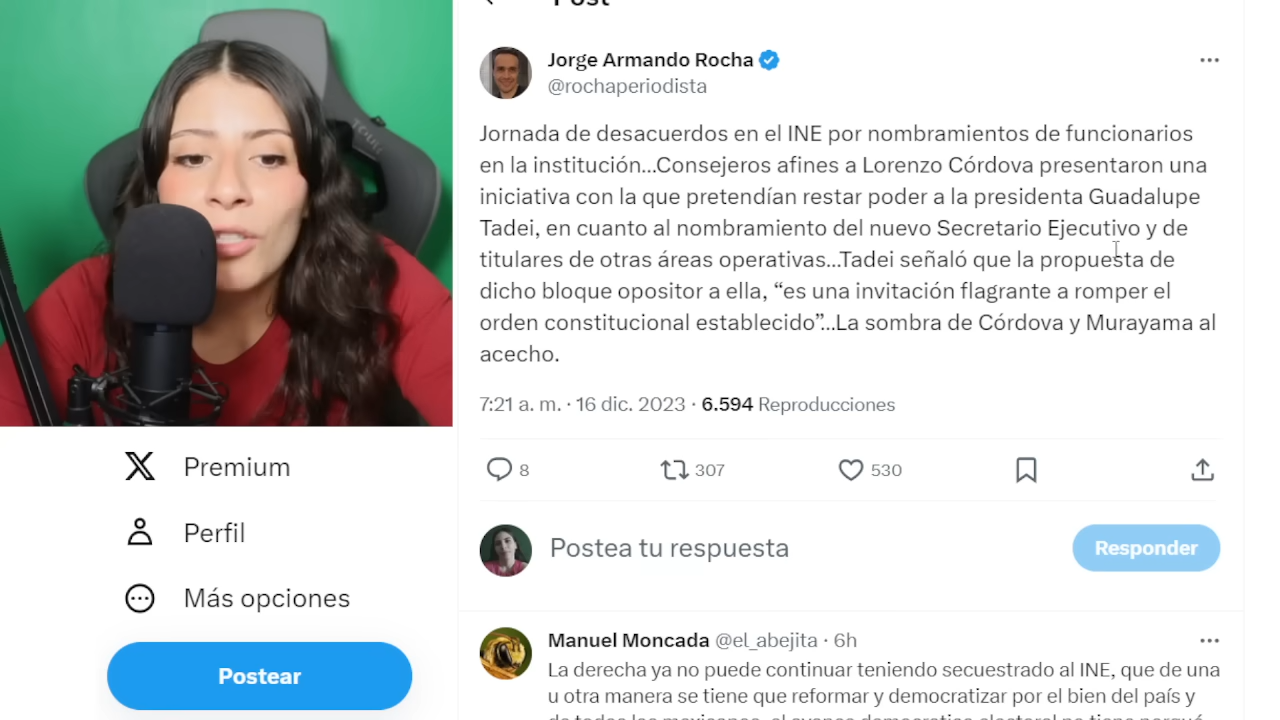 Post
Jorge Armando Rocha
@rochaperiodista
Jornada de desacuerdos en el INE por nombramientos de funcionarios
en la institución...Consejeros afines a Lorenzo Córdova presentaron una
iniciativa con la que pretendían restar poder a la presidenta Guadalupe
Tadei, en cuanto al nombramiento del nuevo Secretario Ejecutivo y de
titulares de otras áreas operativas...Tadei señaló que la propuesta de
dicho bloque opositor a ella, “es una invitación flagrante a romper el
orden constitucional establecido”...La sombra de Córdova y Murayama al
acecho.
7:21 a. m. · 16 dic. 2023 · 6.594 Reproducciones
8 307 530
Postea tu respuesta
Responder
Manuel Moncada @el_abejita · 6h
La derecha ya no puede continuar teniendo secuestrado al INE, que de una
u otra manera se tiene que reformar y democratizar por el bien del país y
Premium
Perfil
Más opciones
Postear